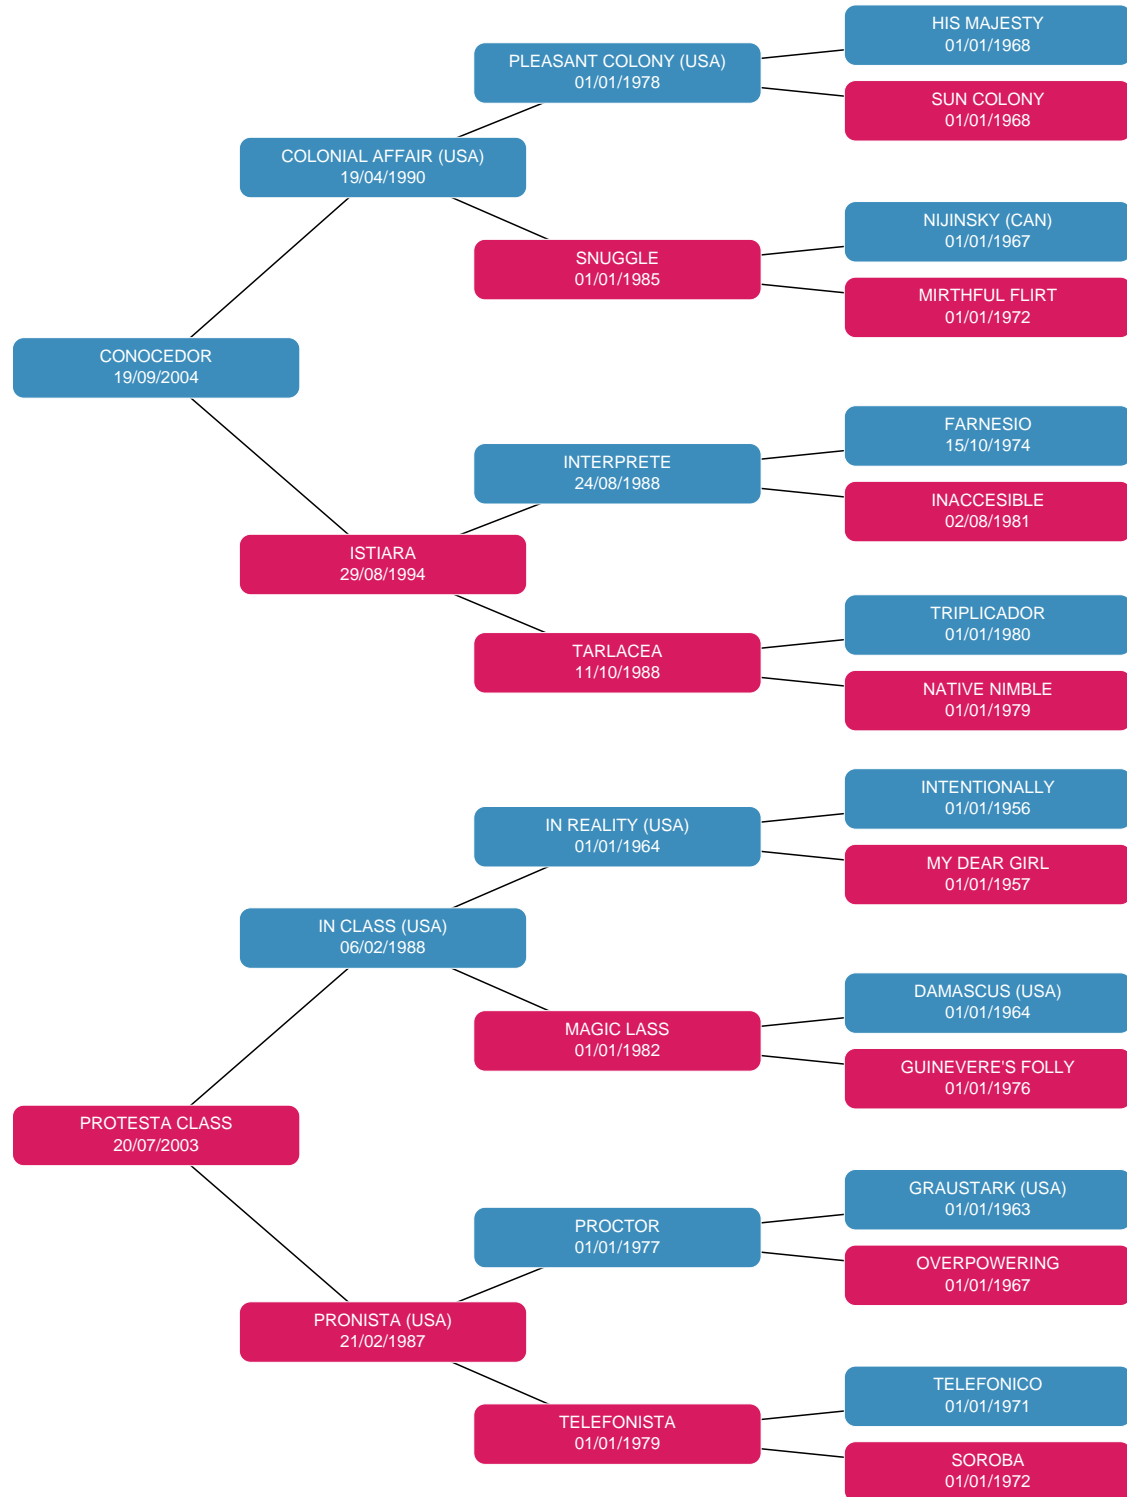 HIS MAJESTY
01/01/1968
PLEASANT COLONY (USA)
01/01/1978
SUN COLONY
01/01/1968
COLONIAL AFFAIR (USA)
19/04/1990
NIJINSKY (CAN)
01/01/1967
SNUGGLE
01/01/1985
MIRTHFUL FLIRT
01/01/1972
CONOCEDOR
19/09/2004
FARNESIO
15/10/1974
INTERPRETE
24/08/1988
INACCESIBLE
02/08/1981
ISTIARA
29/08/1994
TRIPLICADOR
01/01/1980
TARLACEA
11/10/1988
NATIVE NIMBLE
01/01/1979
INTENTIONALLY
01/01/1956
IN REALITY (USA)
01/01/1964
MY DEAR GIRL
01/01/1957
IN CLASS (USA)
06/02/1988
DAMASCUS (USA)
01/01/1964
MAGIC LASS
01/01/1982
GUINEVERE'S FOLLY
01/01/1976
PROTESTA CLASS
20/07/2003
GRAUSTARK (USA)
01/01/1963
PROCTOR
01/01/1977
OVERPOWERING
01/01/1967
PRONISTA (USA)
21/02/1987
TELEFONICO
01/01/1971
TELEFONISTA
01/01/1979
SOROBA
01/01/1972